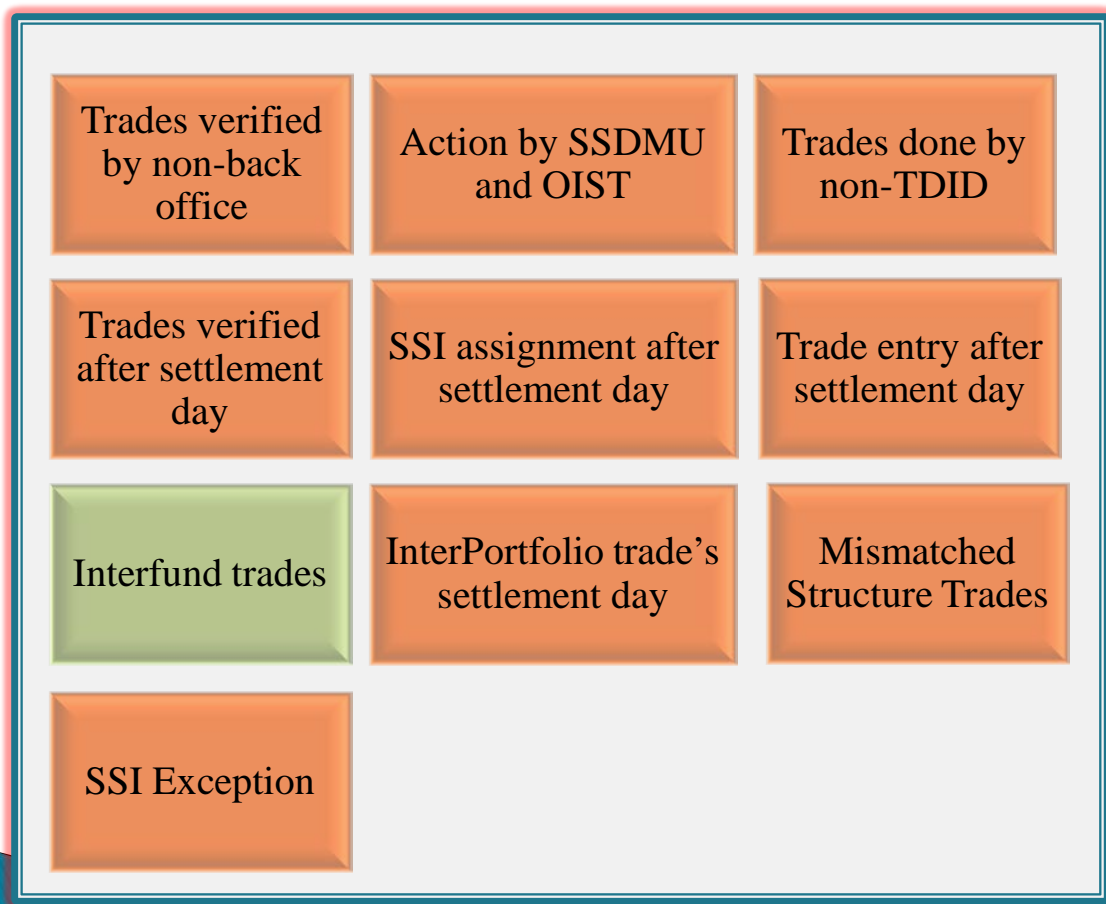 Trades verified
by non-back
office
Action by SSDMU
and OIST
Trades done by
non-TDID
Trades verified
after settlement
day
SSI assignment after
settlement day
Trade entry after
settlement day
Interfund trades
InterPortfolio trade’s
settlement day
Mismatched
Structure Trades
SSI Exception